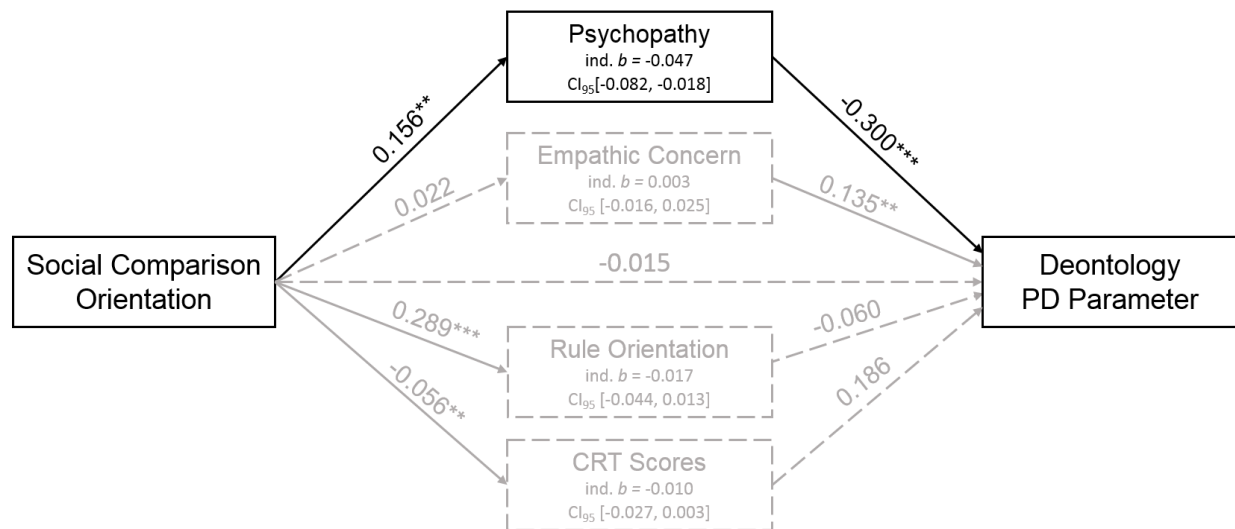 Psychopathy
ind. b = -0.047
CI₉₅[-0.082, -0.018]
0.156**
-0.300***
Empathic Concern
ind. b = 0.003
CI₉₅ [-0.016, 0.025]
0.022
0.135**
Social Comparison
Orientation
-0.015
Deontology
PD Parameter
0.289***
Rule Orientation
ind. b = -0.017
CI₉₅ [-0.044, 0.013]
-0.060
-0.056**
CRT Scores
ind. b = -0.010
CI₉₅ [-0.027, 0.003]
0.186